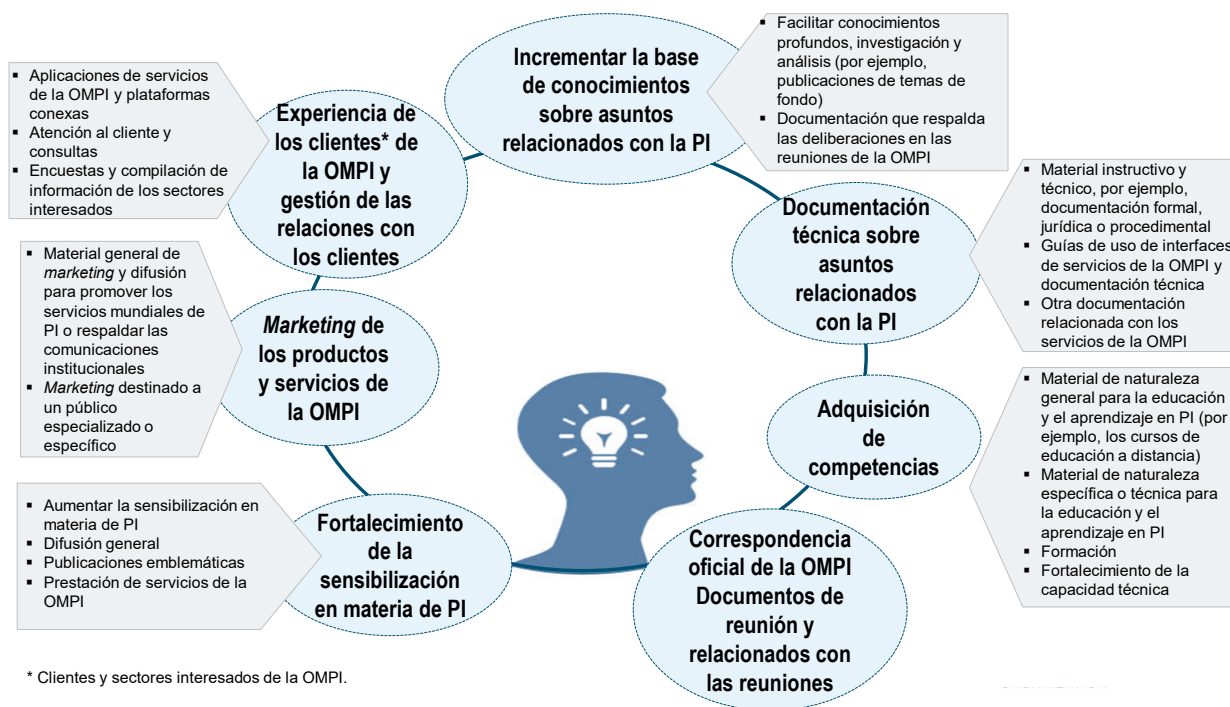 Incrementar la base
de conocimientos
sobre asuntos
relacionados con la PI
▪ Facilitar conocimientos
profundos, investigación y
análisis (por ejemplo,
publicaciones de temas de
fondo)
▪ Documentación que respalda
las deliberaciones en las
reuniones de la OMPI
Documentación
técnica sobre
asuntos
relacionados
con la PI
▪ Material instructivo y
técnico, por ejemplo,
documentación formal,
jurídica o procedimental
▪ Guías de uso de interfaces
de servicios de la OMPI y
documentación técnica
▪ Otra documentación
relacionada con los
servicios de la OMPI
Adquisición
de
competencias
▪ Material de naturaleza
general para la educación
y el aprendizaje en PI (por
ejemplo, los cursos de
educación a distancia)
▪ Material de naturaleza
específica o técnica para
la educación y el
aprendizaje en PI
▪ Formación
▪ Fortalecimiento de la
capacidad técnica
Correspondencia
oficial de la OMPI
Documentos de
reunión y
relacionados con
las reuniones
Fortalecimiento
de la
sensibilización
en materia de PI
▪ Aumentar la sensibilización en
materia de PI
▪ Difusión general
▪ Publicaciones emblemáticas
▪ Prestación de servicios de la
OMPI
Marketing de
los productos
y servicios de
la OMPI
▪ Material general de
marketing y difusión
para promover los
servicios mundiales de
PI o respaldar las
comunicaciones
institucionales
▪ Marketing destinado a
un público
especializado o
específico
Experiencia de
los clientes* de
la OMPI y
gestión de las
relaciones con
los clientes
▪ Aplicaciones de servicios
de la OMPI y plataformas
conexas
▪ Atención al cliente y
consultas
▪ Encuestas y compilación de
información de los sectores
interesados
* Clientes y sectores interesados de la OMPI.